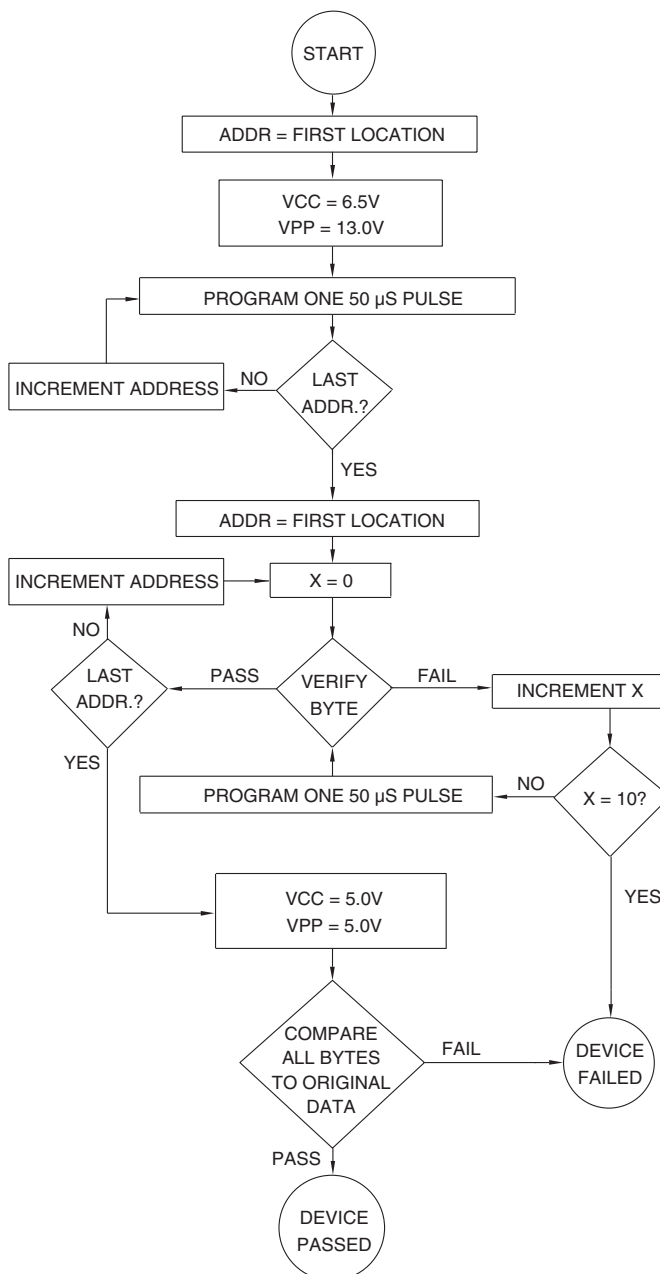 START
ADDR = FIRST LOCATION
VCC = 6.5V
VPP = 13.0V
PROGRAM ONE 50 µS PULSE
INCREMENT ADDRESS
NO
LAST
ADDR.?
YES
ADDR = FIRST LOCATION
INCREMENT ADDRESS
X = 0
NO
LAST
ADDR.?
PASS
VERIFY
BYTE
FAIL
INCREMENT X
YES
PROGRAM ONE 50 µS PULSE
NO
X = 10?
VCC = 5.0V
VPP = 5.0V
YES
COMPARE
ALL BYTES
TO ORIGINAL
DATA
FAIL
DEVICE
FAILED
PASS
DEVICE
PASSED